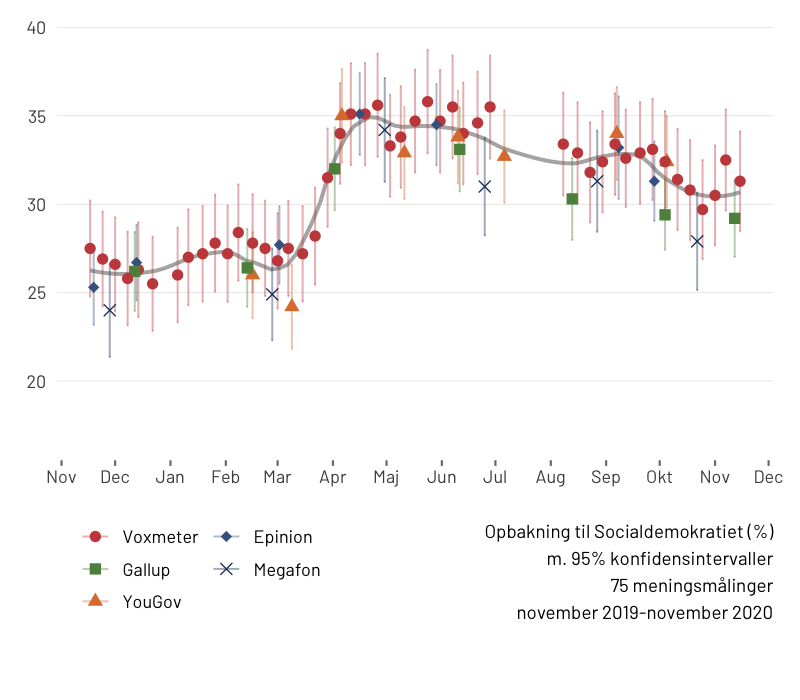 40
35
30
25
20
Nov Dec Jan Feb Mar Apr Maj Jun Jul Aug Sep Okt Nov Dec
Voxmeter Epinion
Gallup Megafon
YouGov
Opbakning til Socialdemokratiet (%)
m. 95% konfidensintervaller
75 meningsmålinger
november 2019-november 2020